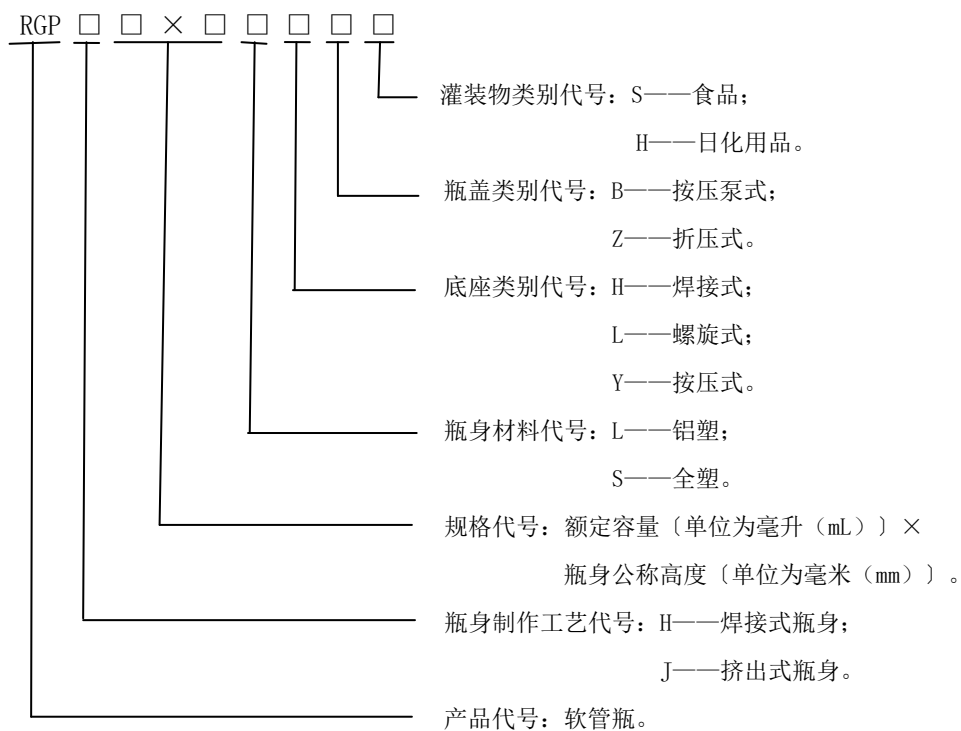 RGP □ □ × □ □ □ □ □
灌装物类别代号：S——食品；
H——日化用品。
瓶盖类别代号：B——按压泵式；
Z——折压式。
底座类别代号：H——焊接式；
L——螺旋式；
Y——按压式。
瓶身材料代号：L——铝塑；
S——全塑。
规格代号：额定容量〔单位为毫升（mL）〕×
瓶身公称高度〔单位为毫米（mm）〕。
瓶身制作工艺代号：H——焊接式瓶身；
J——挤出式瓶身。
产品代号：软管瓶。